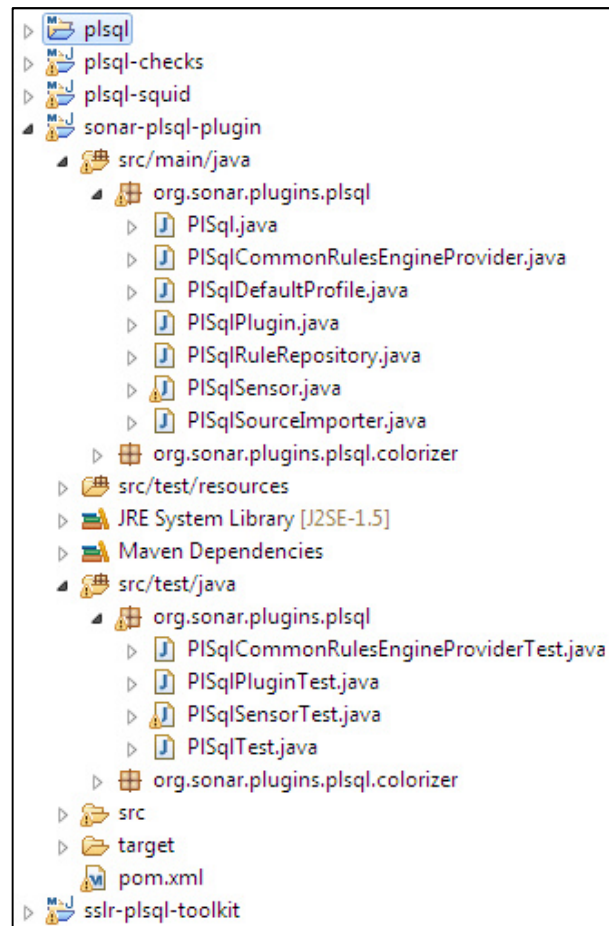 plsql
plsql-checks
plsql-squid
sonar-plsql-plugin
src/main/java
org.sonar.plugins.plsql
PlSql.java
PlSqlCommonRulesEngineProvider.java
PlSqlDefaultProfile.java
PlSqlPlugin.java
PlSqlRuleRepository.java
PlSqlSensor.java
PlSqlSourceImporter.java
org.sonar.plugins.plsql.colorizer
src/test/resources
JRE System Library [J2SE-1.5]
Maven Dependencies
src/test/java
org.sonar.plugins.plsql
PlSqlCommonRulesEngineProviderTest.java
PlSqlPluginTest.java
PlSqlSensorTest.java
PlSqlTest.java
org.sonar.plugins.plsql.colorizer
src
target
pom.xml
sslr-plsql-toolkit